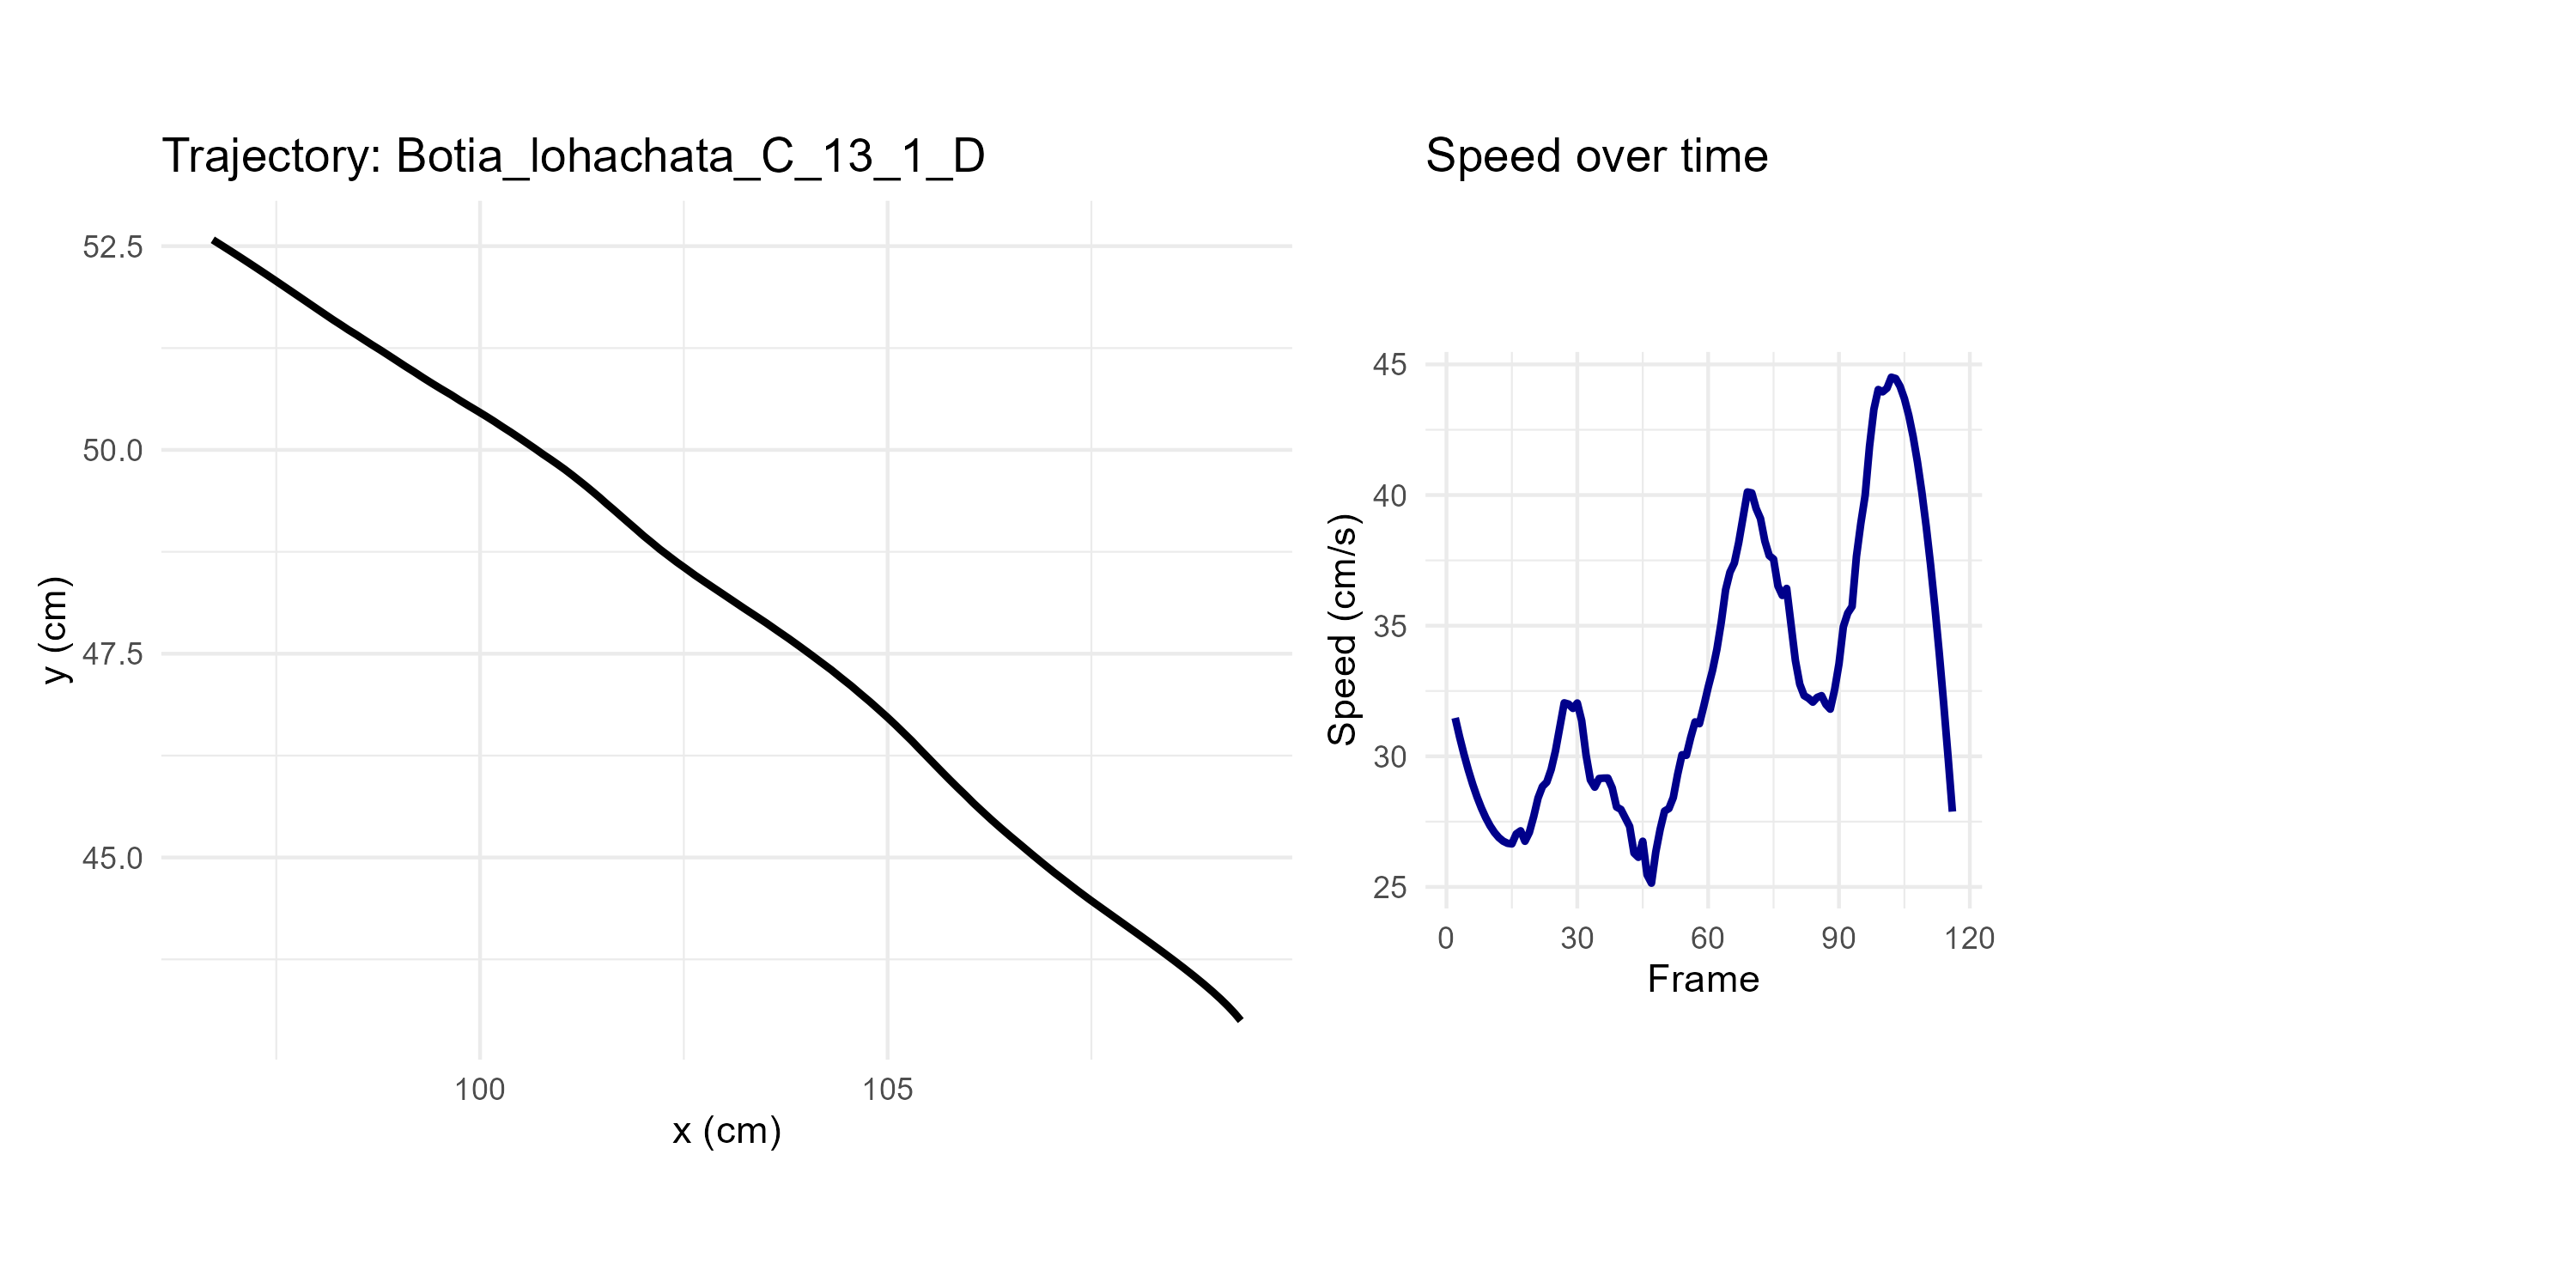 Trajectory: Botia_lohachata_C_13_1_D
52.5
50.0
47.5
45.0
y (cm)
100 105
x (cm)
Speed over time
45
40
35
30
25
Speed (cm/s)
0 30 60 90 120
Frame